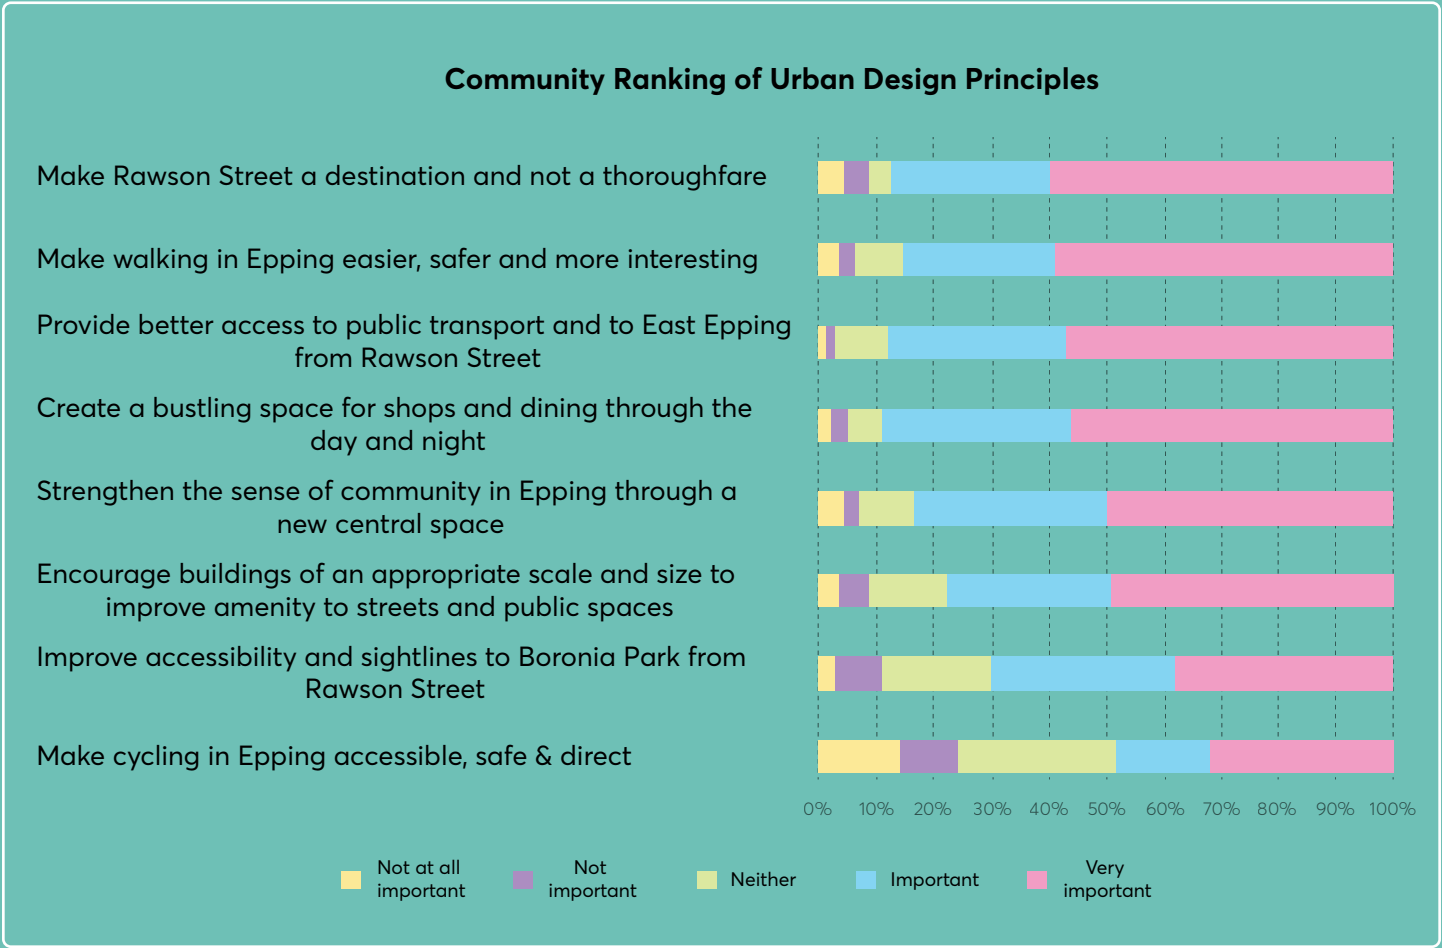 Community Ranking of Urban Design Principles
Make Rawson Street a destination and not a thoroughfare
Make walking in Epping easier, safer and more interesting
Provide better access to public transport and to East Epping
from Rawson Street
Create a bustling space for shops and dining through the
day and night
Strengthen the sense of community in Epping through a
new central space
Encourage buildings of an appropriate scale and size to
improve amenity to streets and public spaces
Improve accessibility and sightlines to Boronia Park from
Rawson Street
Make cycling in Epping accessible, safe & direct
0% 10% 20% 30% 40% 50% 60% 70% 80% 90% 100%
Not at all
important
Not
important
Neither
Important
Very
important